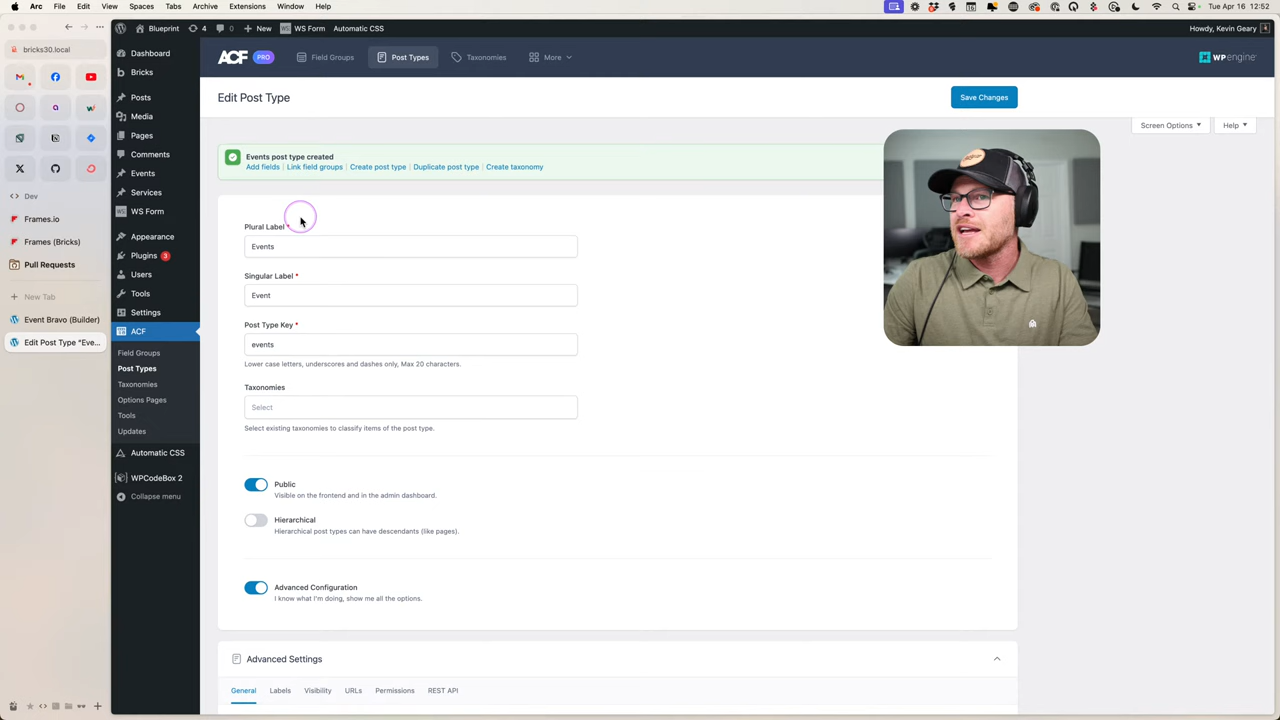 Arc File Edit View Spaces Tabs Archive Extensions Window Help
Tue Apr 16 12:52
bricks30.local
Dev
Frames.io
Frames (Bricks)
Pull Requests
New Tab
Event Bravo (Builder)
Edit Post Type "Eve...
Blueprint 4 0 New WS Form Automatic CSS
Howdy, Kevin Geary
Dashboard
Bricks
Posts
Media
Pages
Comments
Events
Services
WS Form
Appearance
Plugins 3
Users
Tools
Settings
ACF
Field Groups
Post Types
Taxonomies
Options Pages
Tools
Updates
Automatic CSS
WPCodeBox 2
Collapse menu
ACF PRO Field Groups Post Types Taxonomies More
WPengine
Edit Post Type
Save Changes
Screen Options Help
Events post type created
Add fields Link field groups Create post type Duplicate post type Create taxonomy
Plural Label *
Events
Singular Label *
Event
Post Type Key *
events
Lower case letters, underscores and dashes only, Max 20 characters.
Taxonomies
Select
Select existing taxonomies to classify items of the post type.
Public
Visible on the frontend and in the admin dashboard.
Hierarchical
Hierarchical post types can have descendants (like pages).
Advanced Configuration
I know what I'm doing, show me all the options.
Advanced Settings
General Labels Visibility URLs Permissions REST API